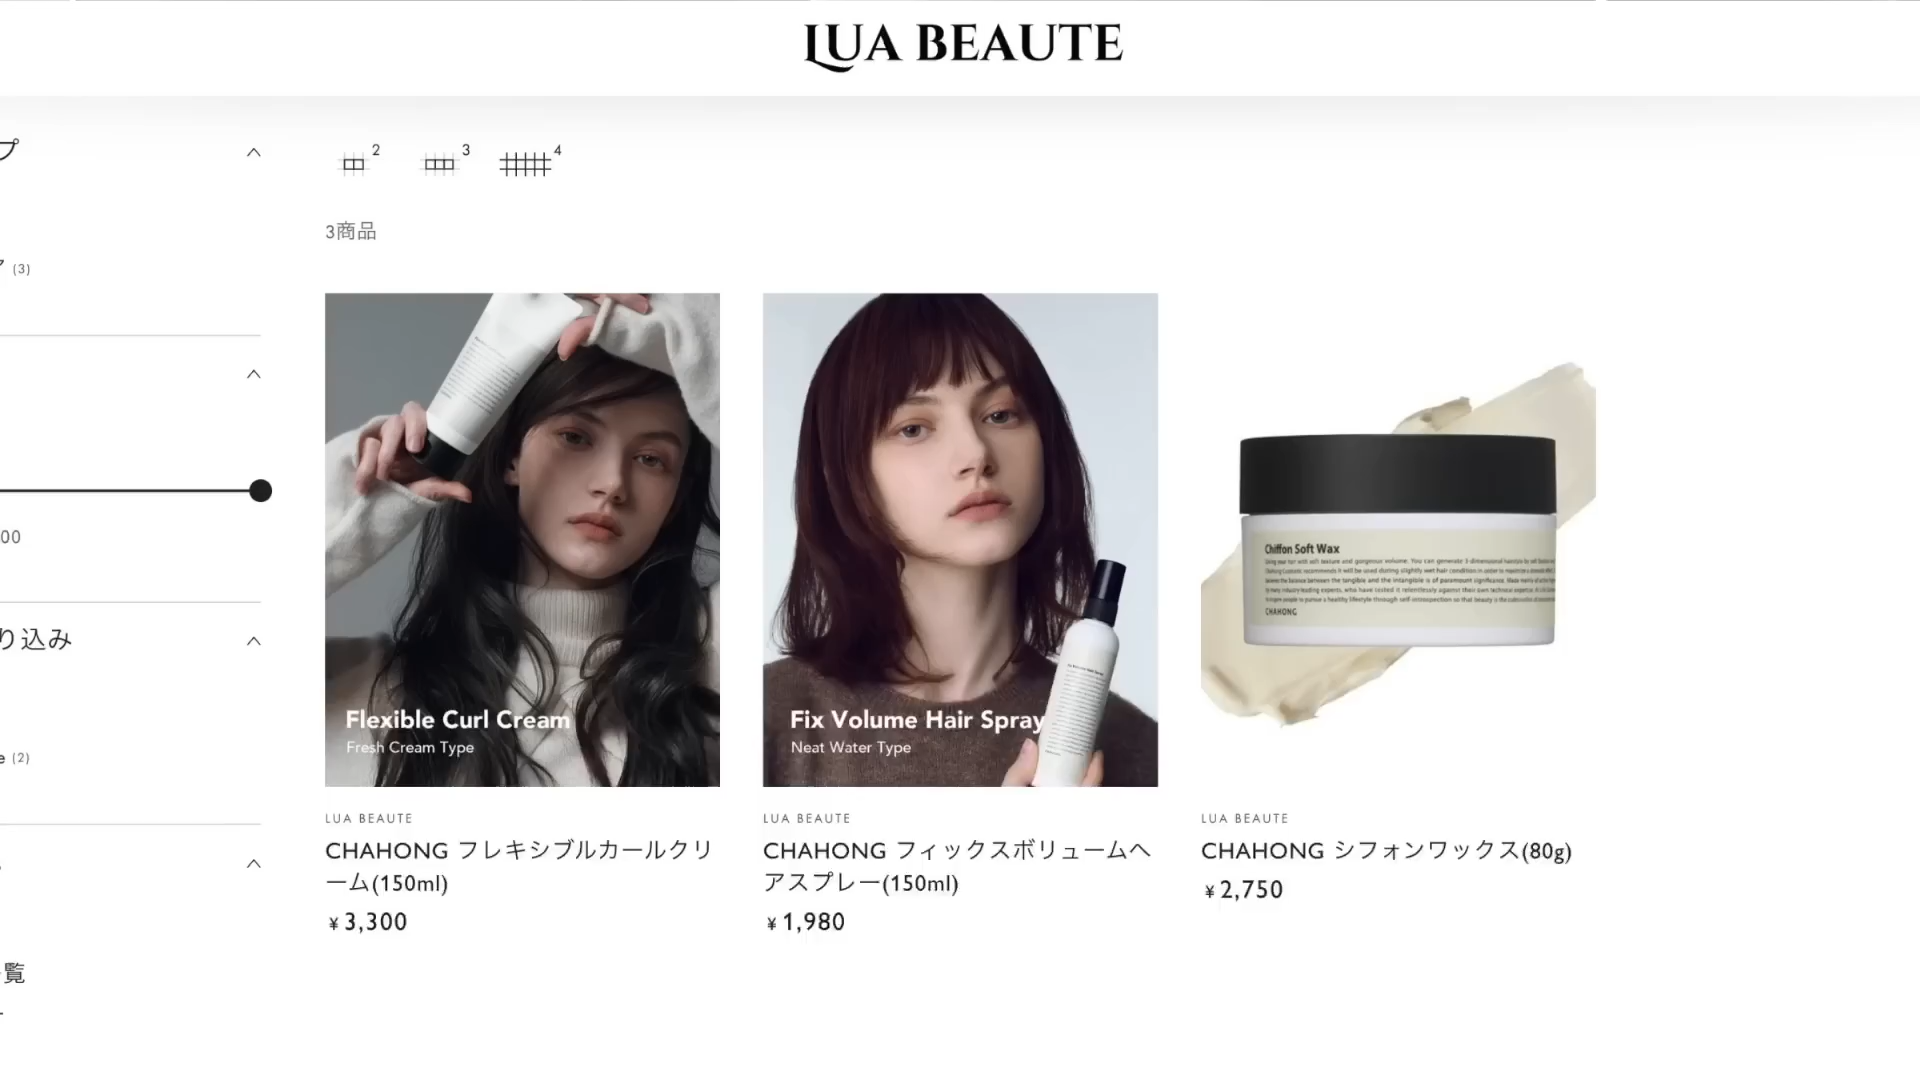 LUA BEAUTE
プ
2
3
4
3商品
(3)
00
り込み
e (2)
覧
Flexible Curl Cream
Fresh Cream Type
Fix Volume Hair Spray
Neat Water Type
Chiffon Soft Wax
CHAHONG
LUA BEAUTE
CHAHONG フレキシブルカールクリ
ーム(150ml)
¥3,300
LUA BEAUTE
CHAHONG フィックスボリュームヘ
アスプレー(150ml)
¥1,980
LUA BEAUTE
CHAHONG シフォンワックス(80g)
¥2,750